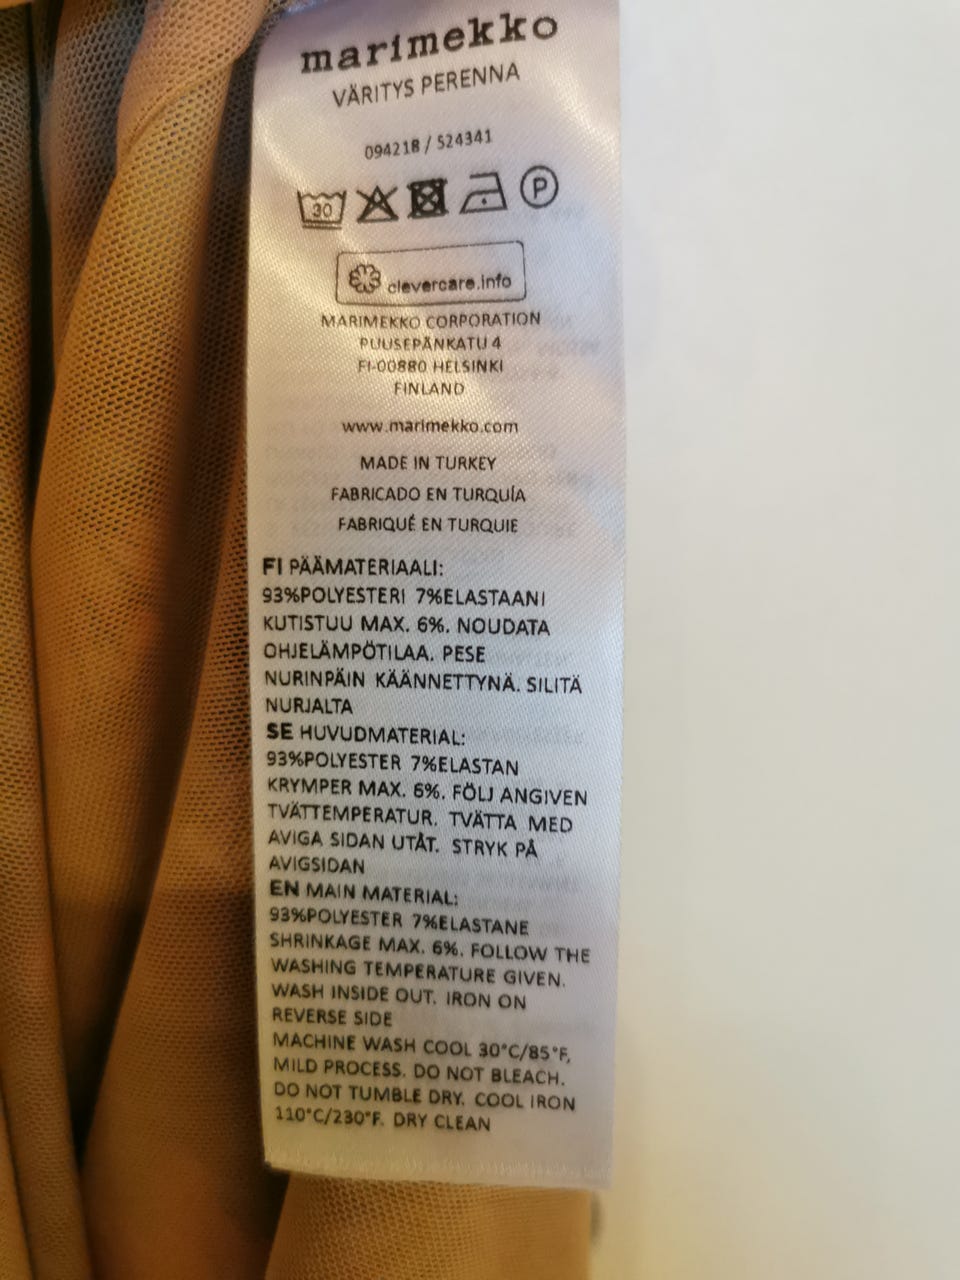 marimekko
VÄRITYS PERENNA
094218 / 524341
30 P
clevercare.info
MARIMEKKO CORPORATION
PUUSEPÄNKATU 4
FI-00880 HELSINKI
FINLAND
www.marimekko.com
MADE IN TURKEY
FABRICADO EN TURQUÍA
FABRIQUÉ EN TURQUIE
FI PÄÄMATERIAALI:
93%POLYESTERI 7%ELASTAANI
KUTISTUU MAX. 6%. NOUDATA
OHJELÄMPÖTILAA. PESE
NURINPÄIN KÄÄNNETTYNÄ. SILITÄ
NURJALTA
SE HUVUDMATERIAL:
93%POLYESTER 7%ELASTAN
KRYMPER MAX. 6%. FÖLJ ANGIVEN
TVÄTTEMPERATUR. TVÄTTA MED
AVIGA SIDAN UTÅT. STRYK PÅ
AVIGSIDAN
EN MAIN MATERIAL:
93%POLYESTER 7%ELASTANE
SHRINKAGE MAX. 6%. FOLLOW THE
WASHING TEMPERATURE GIVEN.
WASH INSIDE OUT. IRON ON
REVERSE SIDE
MACHINE WASH COOL 30°C/85°F,
MILD PROCESS. DO NOT BLEACH.
DO NOT TUMBLE DRY. COOL IRON
110°C/230°F. DRY CLEAN